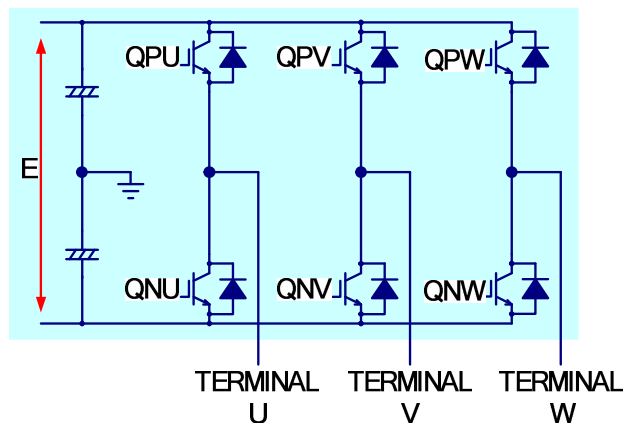 QPU
QPV
QPW
E
QNU
QNV
QNW
TERMINAL
U
TERMINAL
V
TERMINAL
W